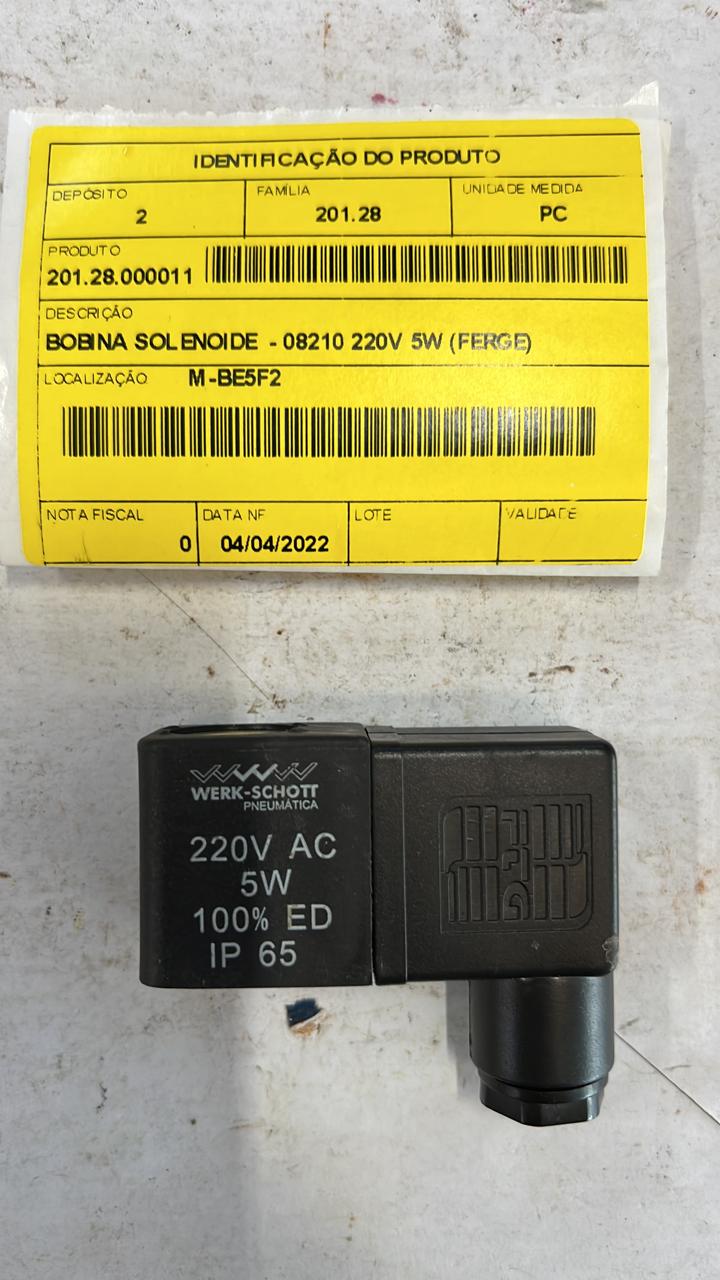 IDENTIFICAÇÃO DO PRODUTO
DEPÓSITO FAMÍLIA UNIDADE MEDIDA
2 201.28 PC
PRODUTO
201.28.000011
DESCRIÇÃO
BOBINA SOLENOIDE - 08210 220V 5W (FERGE)
LOCALIZAÇÃO M-BE5F2
NOTA FISCAL DATA NF LOTE VALIDADE
0 04/04/2022
WERK-SCHOTT
PNEUMÁTICA
220V AC
5W
100% ED
IP 65